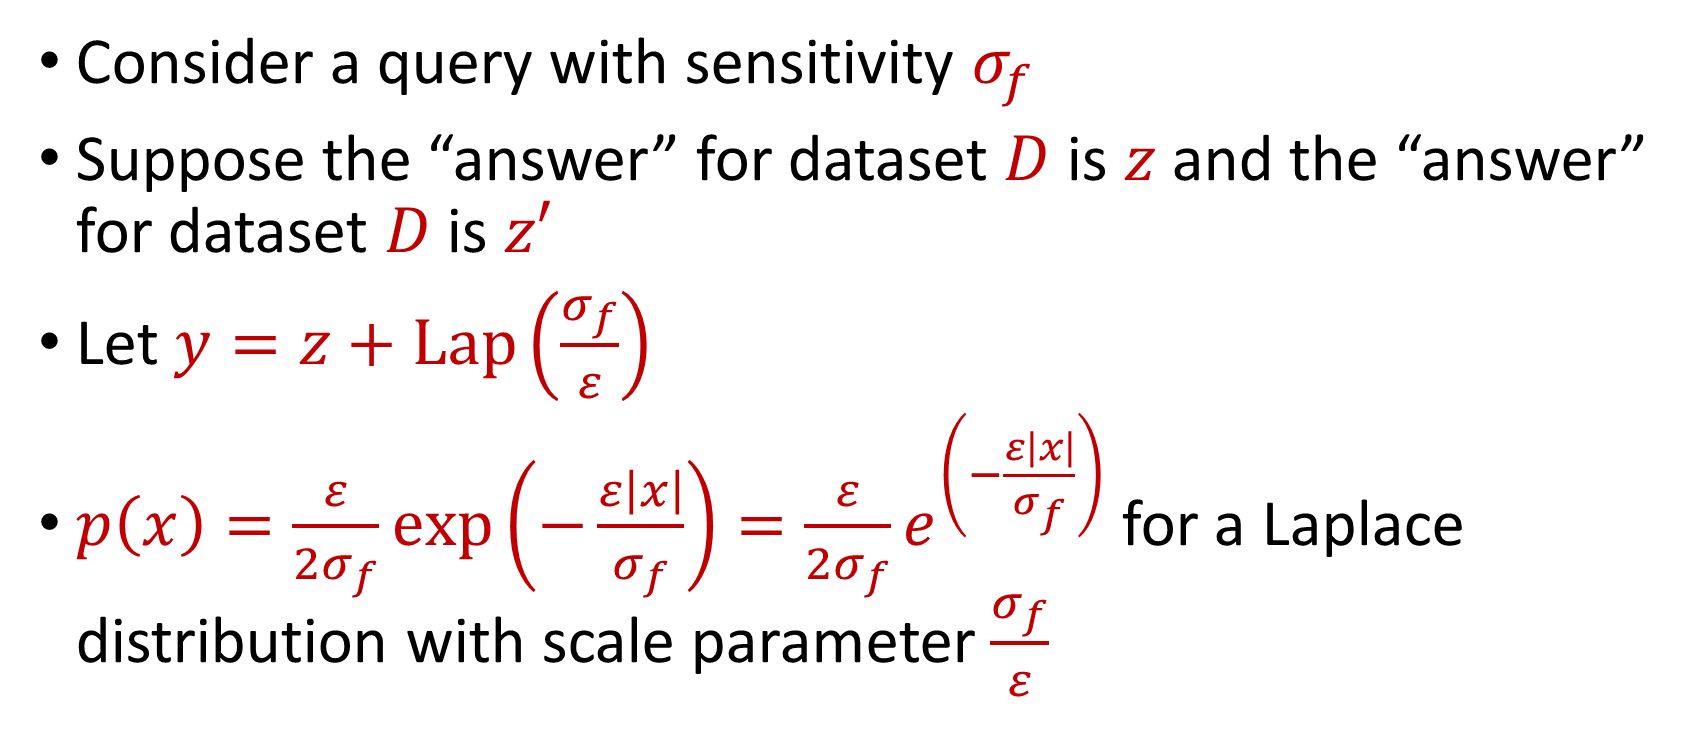 • Consider a query with sensitivity σ_f
• Suppose the “answer” for dataset D is z and the “answer”
for dataset D is z′
• Let y = z + Lap(σ_f/ε)
• p(x) = ε/(2σ_f) exp(−ε|x|/σ_f) = ε/(2σ_f) e^(−ε|x|/σ_f) for a Laplace
distribution with scale parameter σ_f/ε